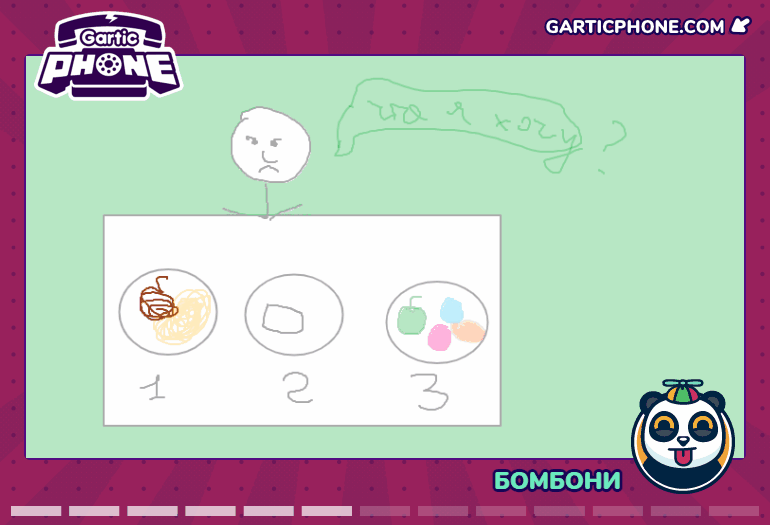 Gartic
PHONE
GARTICPHONE.COM
что я хочу ?
1 2 3
БОМБОНИ